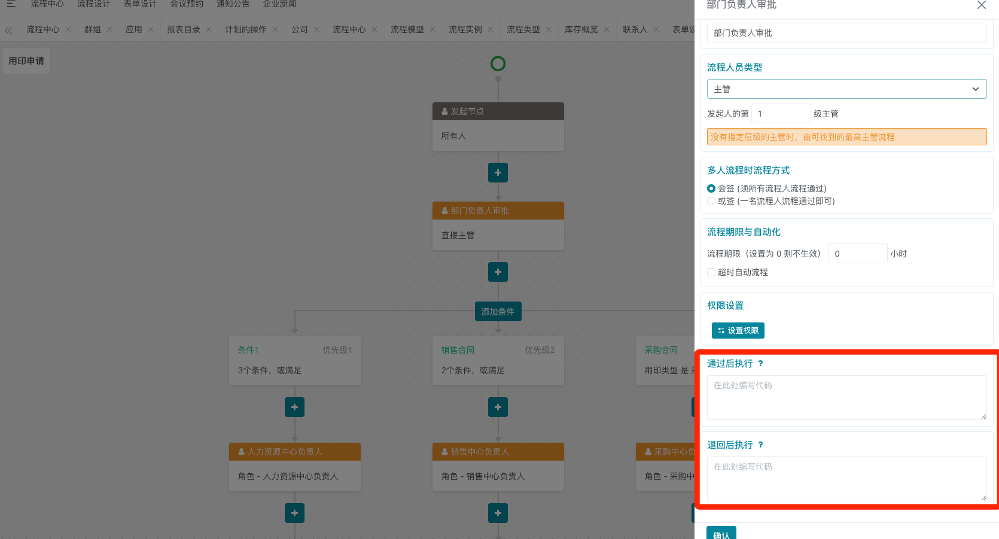 流程中心 流程设计 表单设计 会议预约 通知公告 企业新闻
流程中心 群组 应用 报表目录 计划的操作 公司 流程中心 流程模型 流程实例 流程类型 库存概览 联系人
用印申请
发起节点
所有人
部门负责人审批
直接主管
添加条件
条件1 优先级1
3个条件，或满足
销售合同 优先级2
2个条件，或满足
采购合同
用印类型 是
人力资源中心负责人
角色 - 人力资源中心负责人
销售中心负责人
角色 - 销售中心负责人
采购中心
角色 - 采购中
部门负责人审批
部门负责人审批
流程人员类型
主管
发起人的第 1 级主管
没有指定层级的主管时，由可找到的最高主管流程
多人流程时流程方式
会签 (须所有流程人流程通过)
或签 (一名流程人流程通过即可)
流程期限与自动化
流程期限（设置为 0 则不生效） 0 小时
超时自动流程
权限设置
设置权限
通过后执行 ?
在此处编写代码
退回后执行 ?
在此处编写代码
确认